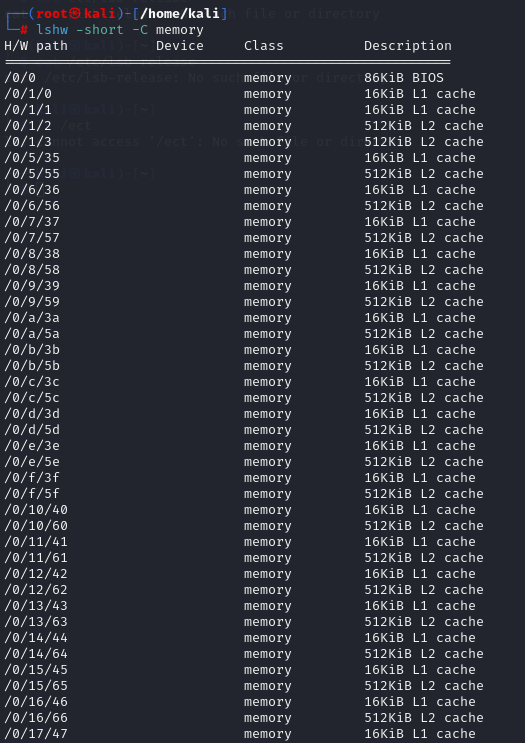 ┌──(root㉿kali)-[/home/kali]
└─# lshw -short -C memory
H/W path           Device     Class          Description
========================================================
/0/0                          memory         86KiB BIOS
/0/1/0                        memory         16KiB L1 cache
/0/1/1                        memory         16KiB L1 cache
/0/1/2                        memory         512KiB L2 cache
/0/1/3                        memory         512KiB L2 cache
/0/5/35                       memory         16KiB L1 cache
/0/5/55                       memory         512KiB L2 cache
/0/6/36                       memory         16KiB L1 cache
/0/6/56                       memory         512KiB L2 cache
/0/7/37                       memory         16KiB L1 cache
/0/7/57                       memory         512KiB L2 cache
/0/8/38                       memory         16KiB L1 cache
/0/8/58                       memory         512KiB L2 cache
/0/9/39                       memory         16KiB L1 cache
/0/9/59                       memory         512KiB L2 cache
/0/a/3a                       memory         16KiB L1 cache
/0/a/5a                       memory         512KiB L2 cache
/0/b/3b                       memory         16KiB L1 cache
/0/b/5b                       memory         512KiB L2 cache
/0/c/3c                       memory         16KiB L1 cache
/0/c/5c                       memory         512KiB L2 cache
/0/d/3d                       memory         16KiB L1 cache
/0/d/5d                       memory         512KiB L2 cache
/0/e/3e                       memory         16KiB L1 cache
/0/e/5e                       memory         512KiB L2 cache
/0/f/3f                       memory         16KiB L1 cache
/0/f/5f                       memory         512KiB L2 cache
/0/10/40                      memory         16KiB L1 cache
/0/10/60                      memory         512KiB L2 cache
/0/11/41                      memory         16KiB L1 cache
/0/11/61                      memory         512KiB L2 cache
/0/12/42                      memory         16KiB L1 cache
/0/12/62                      memory         512KiB L2 cache
/0/13/43                      memory         16KiB L1 cache
/0/13/63                      memory         512KiB L2 cache
/0/14/44                      memory         16KiB L1 cache
/0/14/64                      memory         512KiB L2 cache
/0/15/45                      memory         16KiB L1 cache
/0/15/65                      memory         512KiB L2 cache
/0/16/46                      memory         16KiB L1 cache
/0/16/66                      memory         512KiB L2 cache
/0/17/47                      memory         16KiB L1 cache